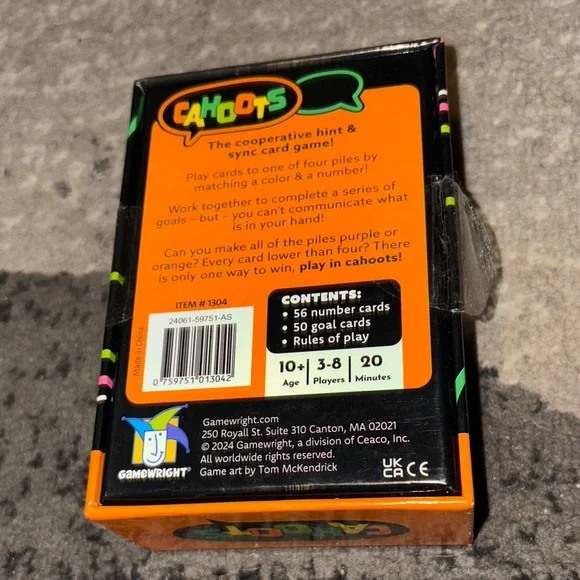 CAHOOTS
The cooperative hint &
sync card game!
Play cards to one of four piles by
matching a color & a number!
Work together to complete a series of
goals – but – you can't communicate what
is in your hand!
Can you make all of the piles purple or
orange? Every card lower than four? There
is only one way to win, play in cahoots!
ITEM # 1304
24061-59751-AS
Made in China
0 759751 013042
CONTENTS:
• 56 number cards
• 50 goal cards
• Rules of play
10+ 3-8 20
Age Players Minutes
GAMEWRIGHT
Gamewright.com
250 Royall St. Suite 310 Canton, MA 02021
© 2024 Gamewright, a division of Ceaco, Inc.
All worldwide rights reserved.
Game art by Tom McKendrick
UK
CA CE
CAHOOTS